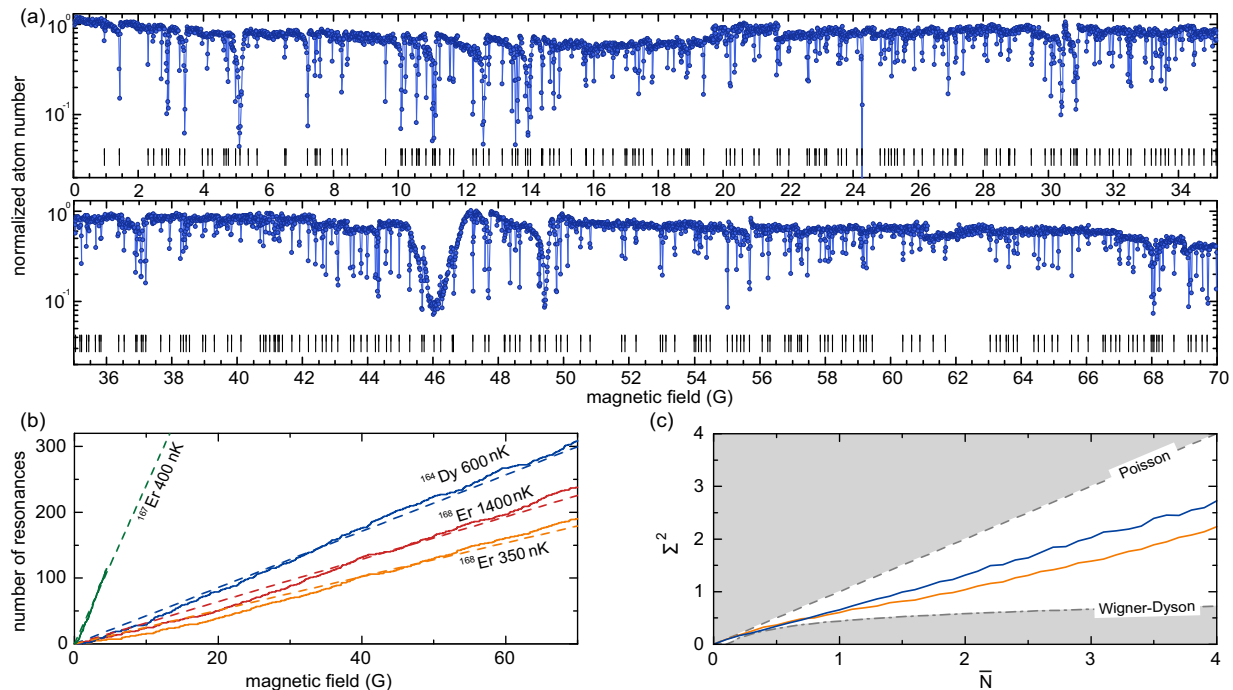 (a)
normalized atom number
10⁰
10⁻¹
0 2 4 6 8 10 12 14 16 18 20 22 24 26 28 30 32 34
10⁰
10⁻¹
36 38 40 42 44 46 48 50 52 54 56 58 60 62 64 66 68 70
magnetic field (G)
(b)
number of resonances
300
200
100
0
0 20 40 60
magnetic field (G)
¹⁶⁷Er 400 nK
¹⁶⁴Dy 600 nK
¹⁶⁸Er 1400 nK
¹⁶⁸Er 350 nK
(c)
Σ²
4
3
2
1
0
0 1 2 3 4
N̅
Poisson
Wigner-Dyson